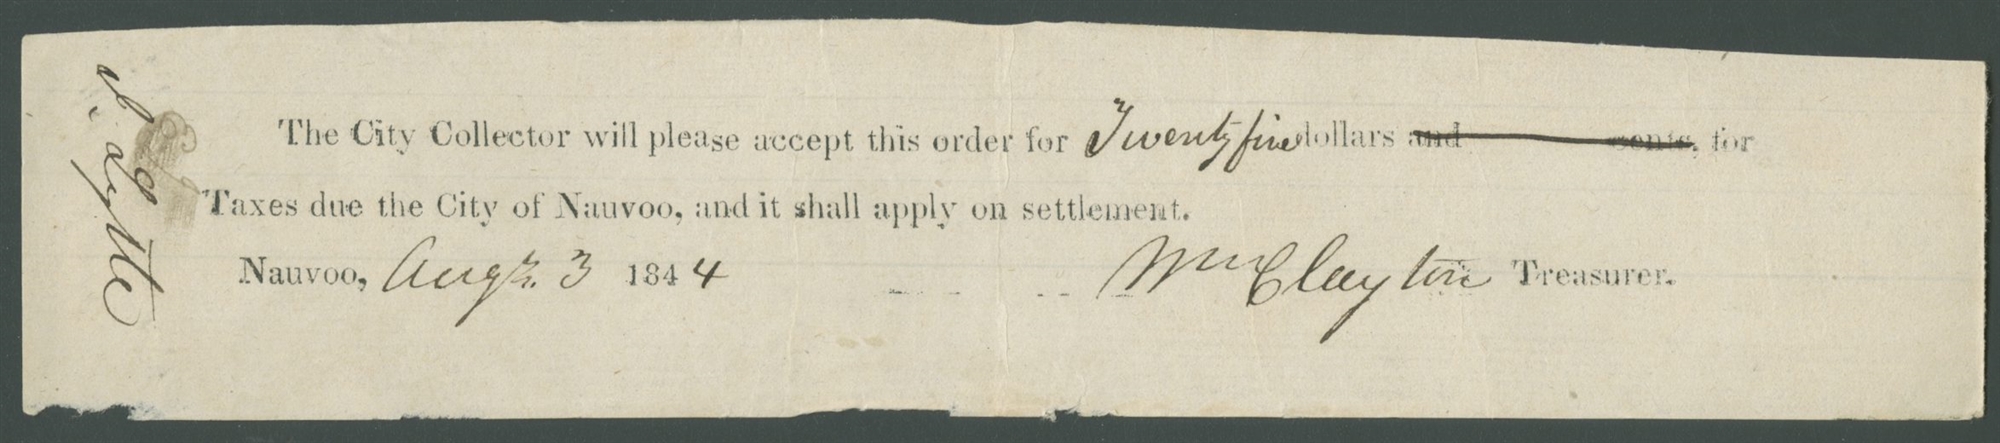 The City Collector will please accept this order for Twenty five dollars and cents, for
Taxes due the City of Nauvoo, and it shall apply on settlement.
Nauvoo, Augt. 3 1844 Wm Clayton Treasurer.